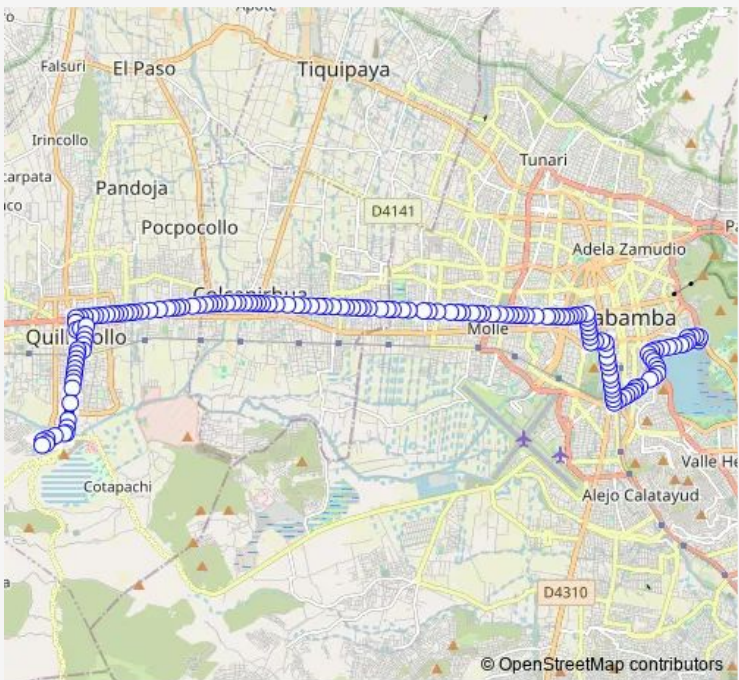 Apote
Falsuri
El Paso
Tiquipaya
Irincollo
Tunari
Pandoja
D4141
Pocpocollo
Adela Zamudio
Molle
Valle He
Cotapachi
Alejo Calatayud
D4310
© OpenStreetMap contributors